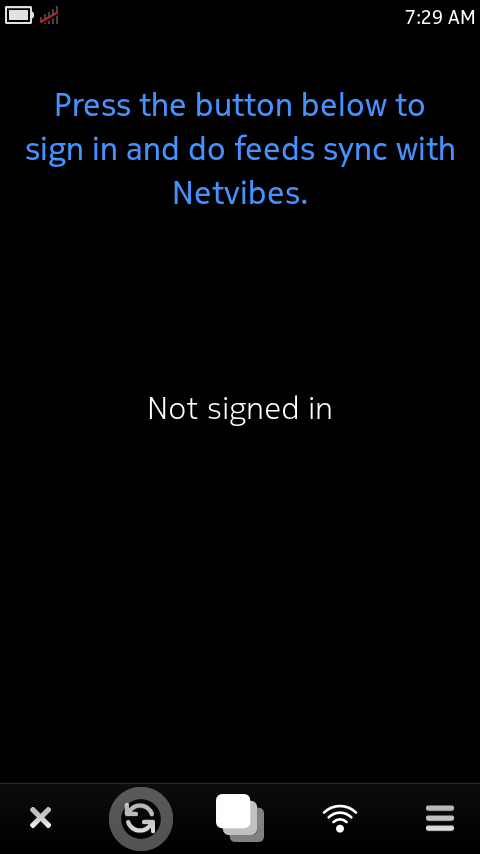 7:29 AM
Press the button below to
sign in and do feeds sync with
Netvibes.
Not signed in